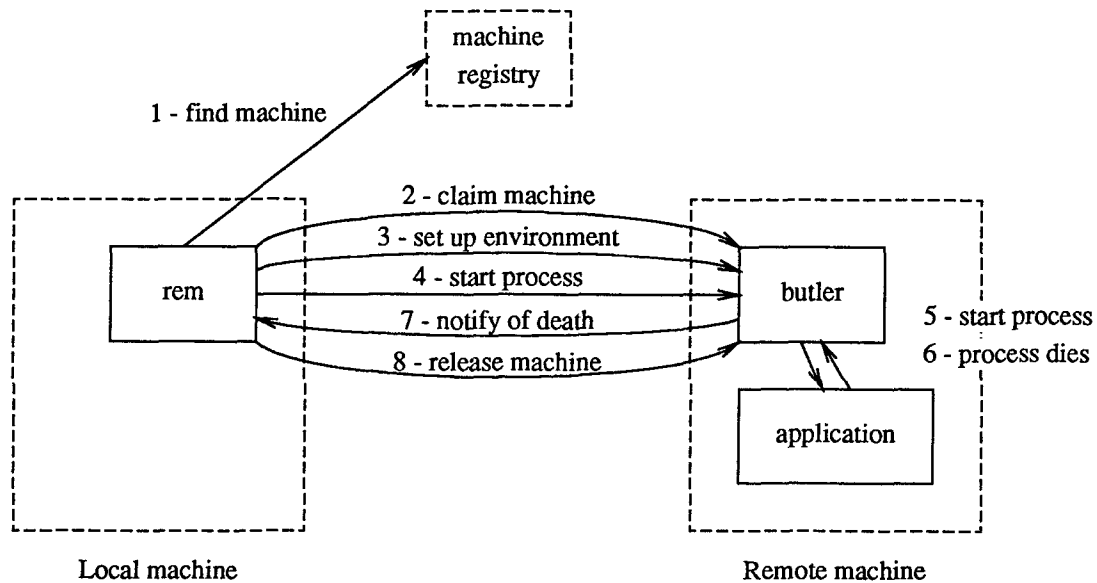 machine
registry
1 - find machine
2 - claim machine
3 - set up environment
4 - start process
7 - notify of death
8 - release machine
rem
butler
5 - start process
6 - process dies
application
Local machine
Remote machine